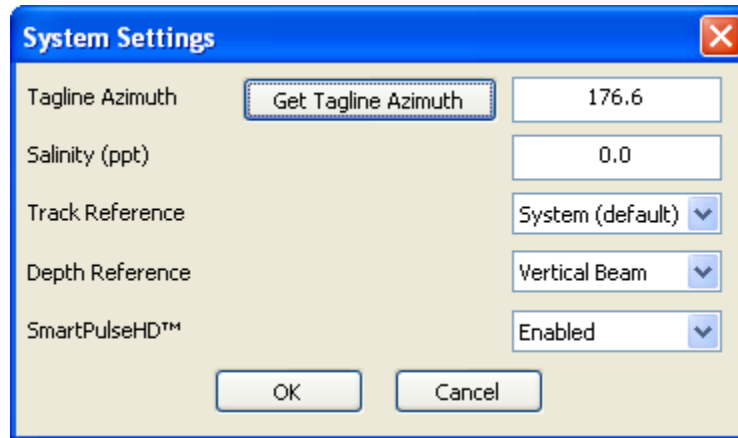 System Settings
Tagline Azimuth Get Tagline Azimuth 176.6
Salinity (ppt) 0.0
Track Reference System (default)
Depth Reference Vertical Beam
SmartPulseHD™ Enabled
OK Cancel